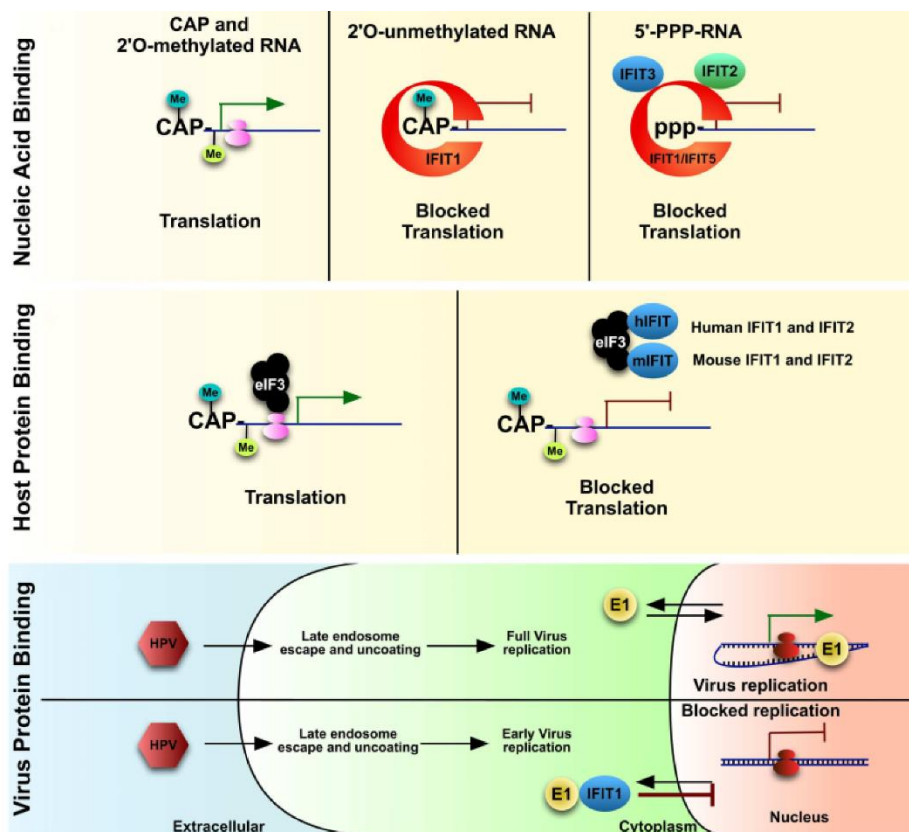 Nucleic Acid Binding
CAP and
2'O-methylated RNA
Me
CAP-
Me
Translation
2'O-unmethylated RNA
Me
CAP-
IFIT1
Blocked
Translation
5'-PPP-RNA
IFIT3
IFIT2
ppp-
IFIT1/IFIT5
Blocked
Translation
Host Protein Binding
eIF3
Me
CAP-
Me
Translation
hIFIT
eIF3
mIFIT
Human IFIT1 and IFIT2
Mouse IFIT1 and IFIT2
Me
CAP-
Me
Blocked
Translation
Virus Protein Binding
HPV
Late endosome
escape and uncoating
Full Virus
replication
E1
E1
Virus replication
Blocked replication
HPV
Late endosome
escape and uncoating
Early Virus
replication
E1
IFIT1
Extracellular
Cytoplasm
Nucleus